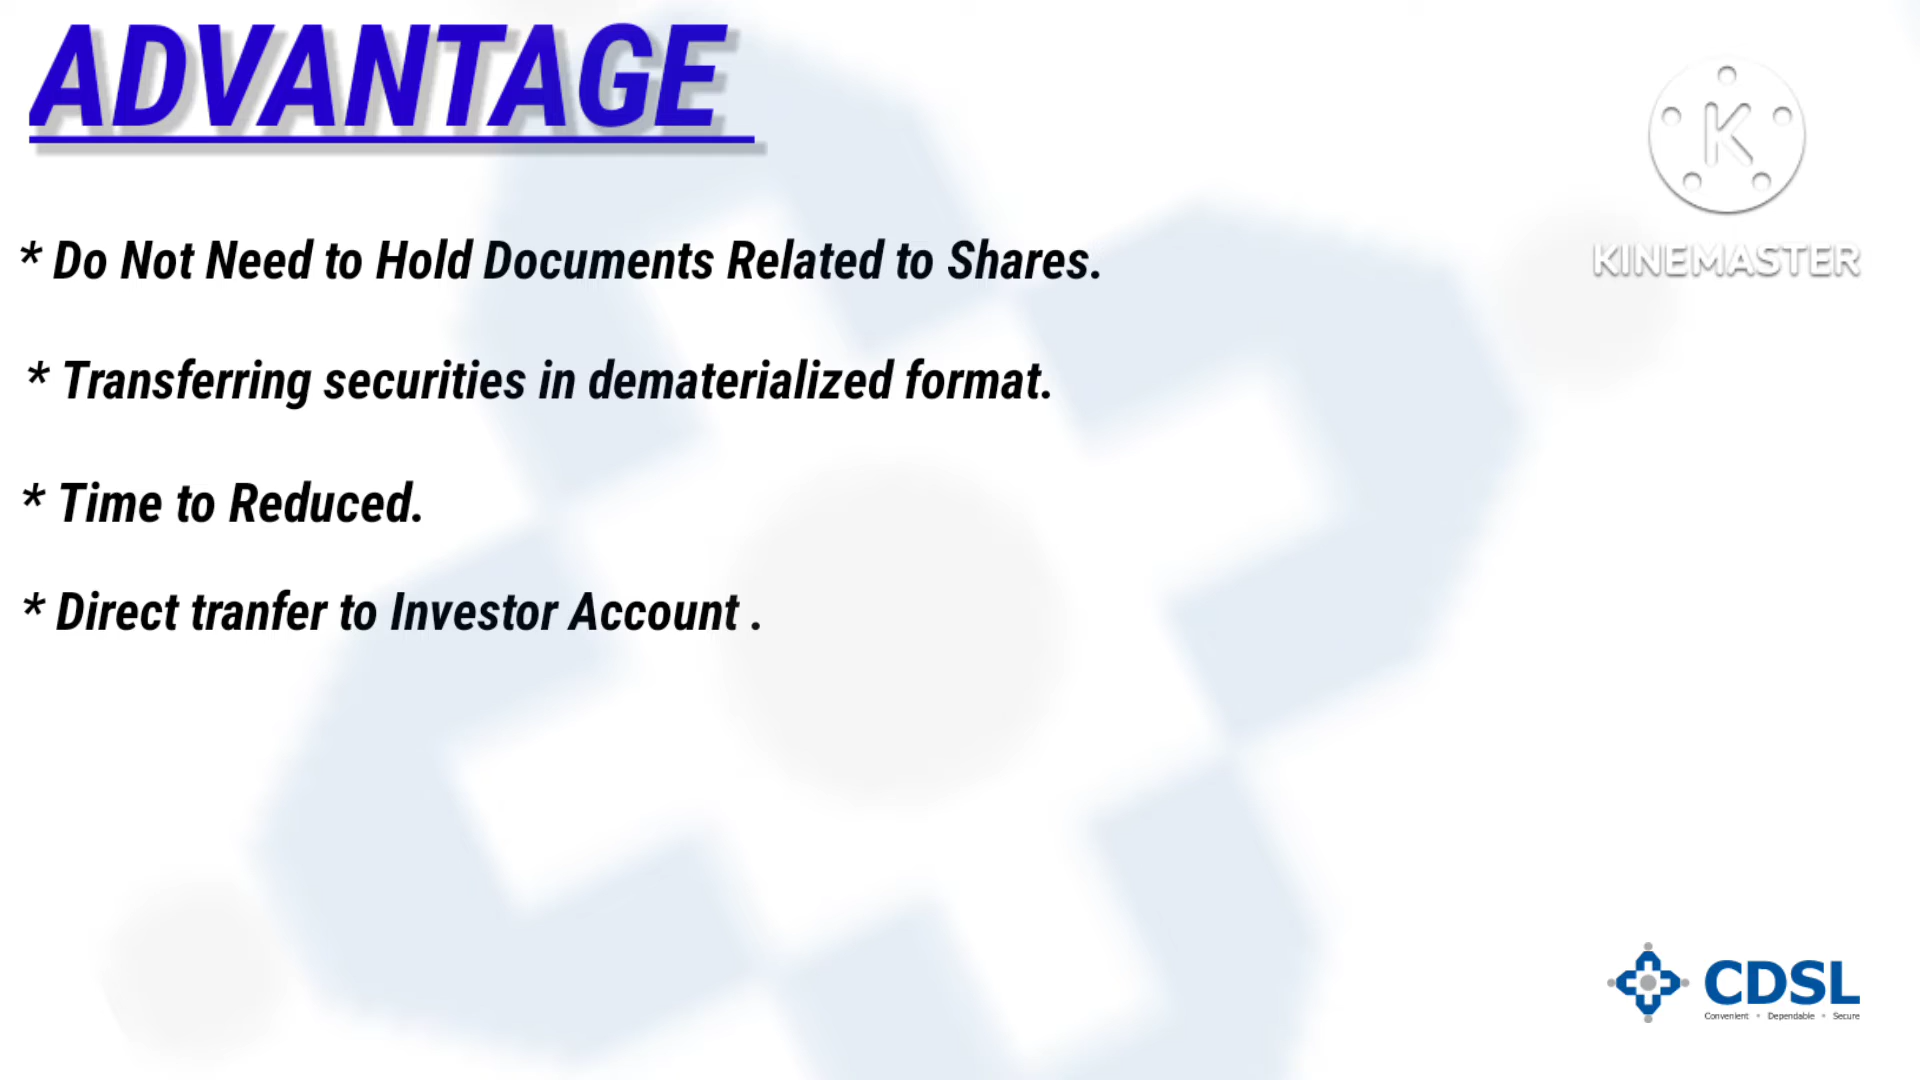 ADVANTAGE
K
KINEMASTER
* Do Not Need to Hold Documents Related to Shares.
* Transferring securities in dematerialized format.
* Time to Reduced.
* Direct tranfer to Investor Account .
CDSL
Convenient • Dependable • Secure